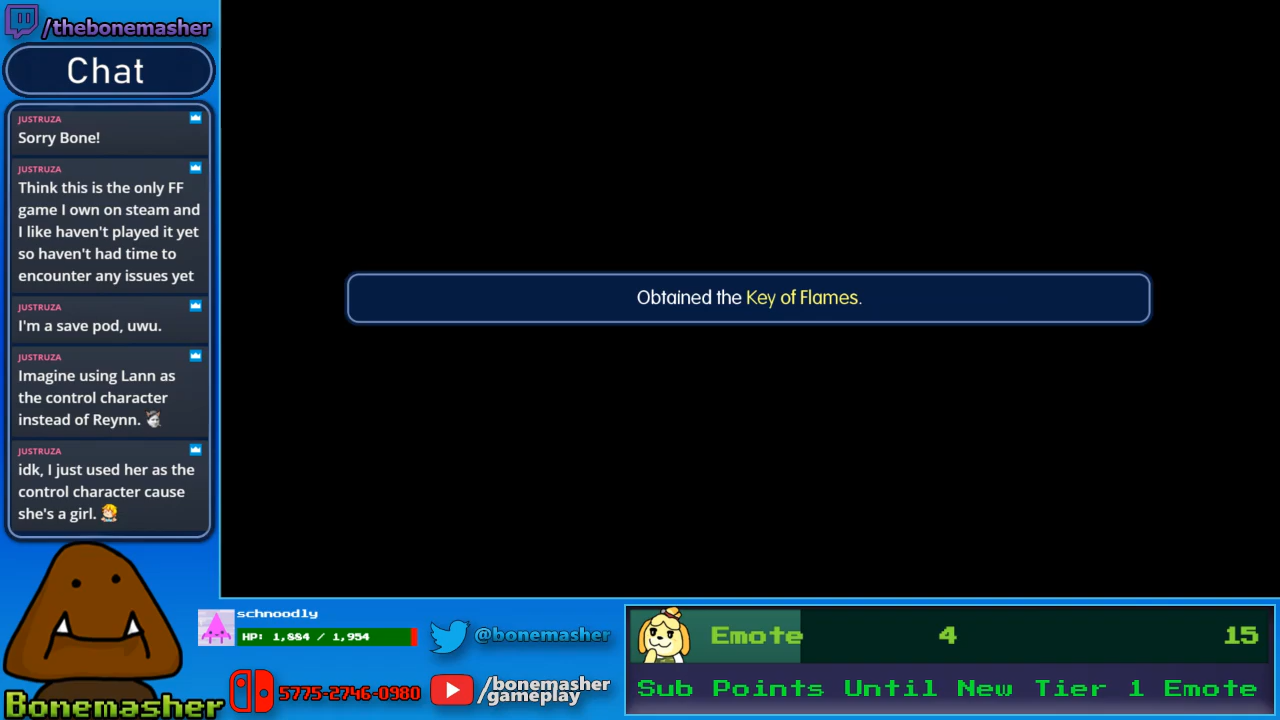 /thebonemasher
Chat
JUSTRUZA
Sorry Bone!
JUSTRUZA
Think this is the only FF
game I own on steam and
I like haven't played it yet
so haven't had time to
encounter any issues yet
JUSTRUZA
I'm a save pod, uwu.
JUSTRUZA
Imagine using Lann as
the control character
instead of Reynn.
JUSTRUZA
idk, I just used her as the
control character cause
she's a girl.
Obtained the Key of Flames.
Bonemasher
schnoodly
HP: 1,884 / 1,954
5775-2746-0980
@bonemasher
/bonemasher
gameplay
Emote 4 15
Sub Points Until New Tier 1 Emote